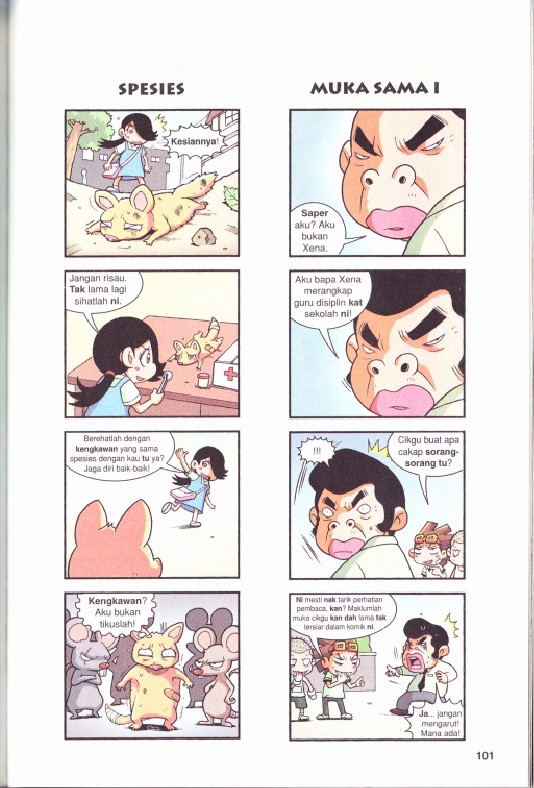 SPESIES
Kesiannya!
Jangan risau.
Tak lama lagi
sihatlah ni.
Berehatlah dengan
kengkawan yang sama
spesies dengan kau tu ya?
Jaga diri baik-baik!
Kengkawan?
Aku bukan
tikuslah!
MUKA SAMA I
Saper
aku? Aku
bukan
Xena.
Aku bapa Xena,
merangkap
guru disiplin kat
sekolah ni!
!!!
Cikgu buat apa
cakap sorang-
sorang tu?
Ni mesti nak tarik perhatian
pembaca, kan? Maklumlah
muka cikgu kan dah lama tak
tersiar dalam komik ni.
Ja... jangan
mengarut!
Mana ada!
101